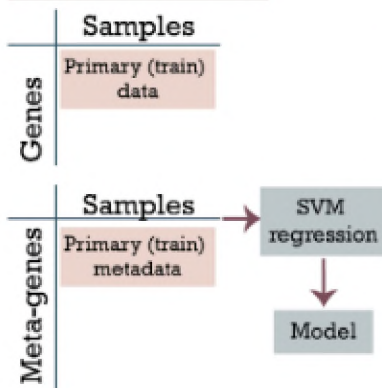 Samples
Genes
Primary (train)
data
Samples
Meta-genes
Primary (train)
metadata
SVM
regression
Model